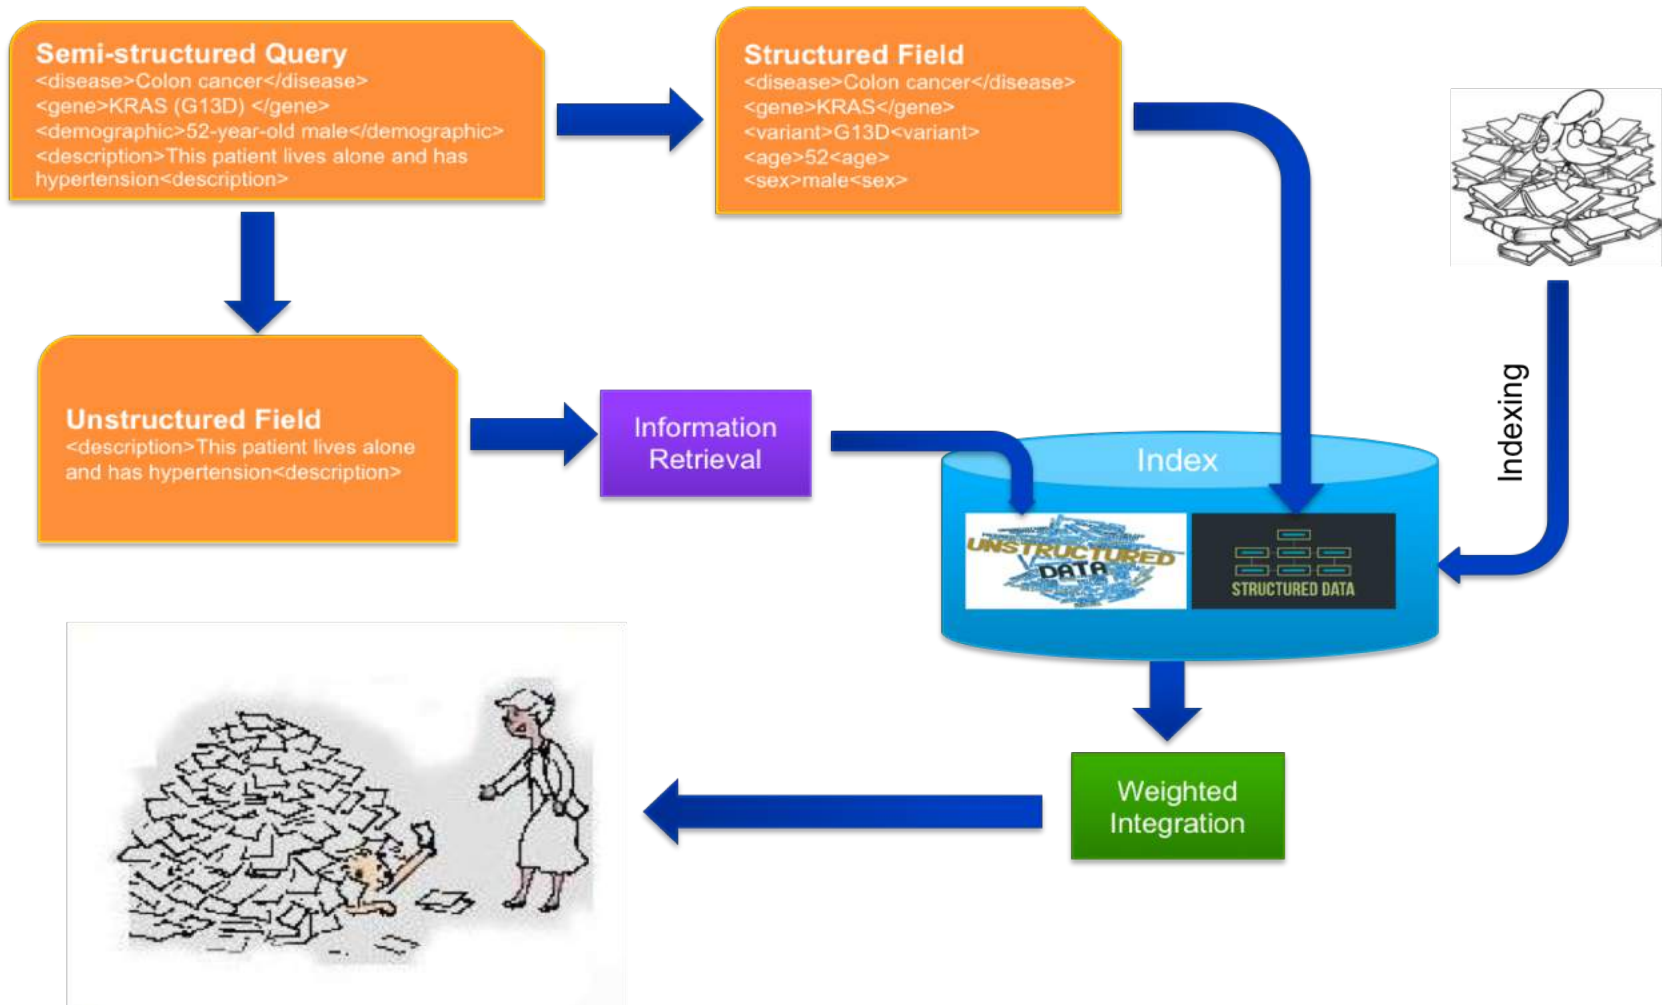 Semi-structured Query
<disease>Colon cancer</disease>
<gene>KRAS (G13D) </gene>
<demographic>52-year-old male</demographic>
<description>This patient lives alone and has
hypertension<description>
Structured Field
<disease>Colon cancer</disease>
<gene>KRAS</gene>
<variant>G13D<variant>
<age>52<age>
<sex>male<sex>
Unstructured Field
<description>This patient lives alone
and has hypertension<description>
Information
Retrieval
Index
Indexing
UNSTRUCTURED
DATA
STRUCTURED DATA
Weighted
Integration